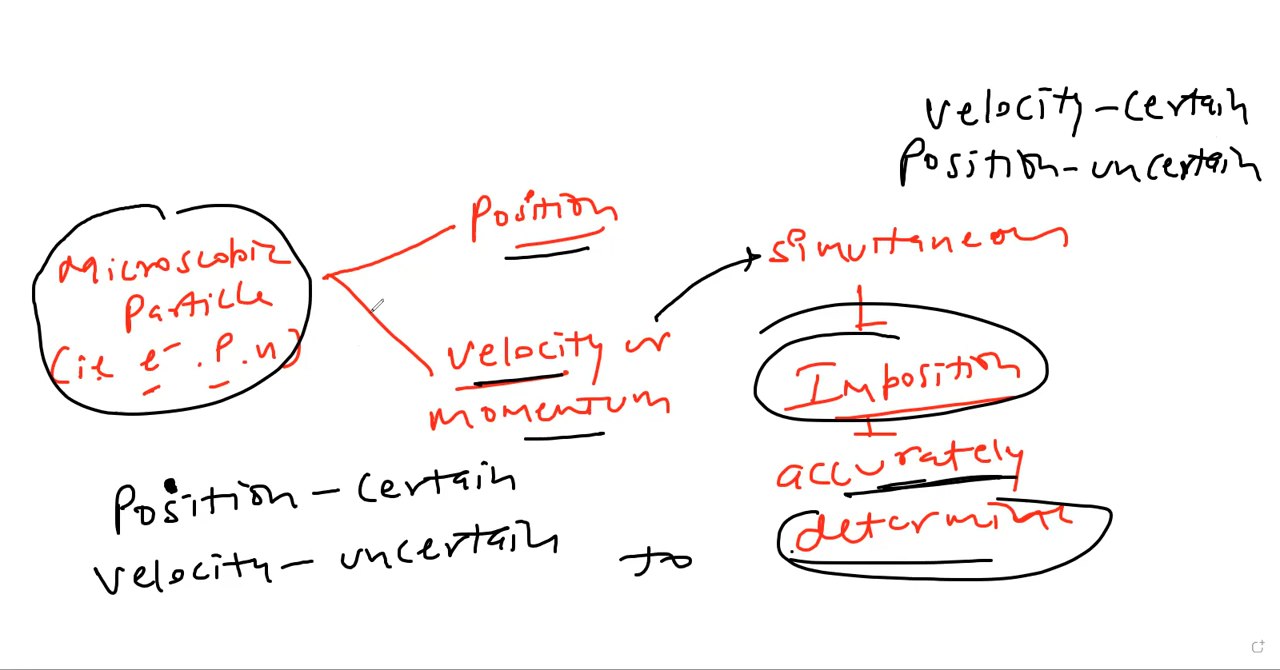 velocity - certain
Position - uncertain
Position
simultaneous
Microscopic
Particle
(i.e e⁻ . P . n)
velocity or
momentum
Imposition
accurately
determine
Position - certain
velocity - uncertain
to